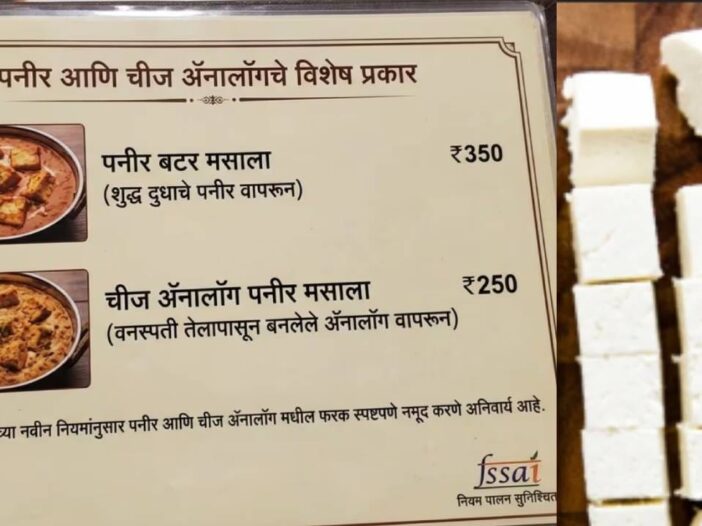 पनीर आणि चीज ॲनालॉगचे विशेष प्रकार
पनीर बटर मसाला ₹350
(शुद्ध दुधाचे पनीर वापरून)
चीज ॲनालॉग पनीर मसाला ₹250
(वनस्पती तेलापासून बनलेले ॲनालॉग वापरून)
नवीन नियमांनुसार पनीर आणि चीज ॲनालॉग मधील फरक स्पष्टपणे नमूद करणे अनिवार्य आहे.
fssai
नियम पालन सुनिश्चित